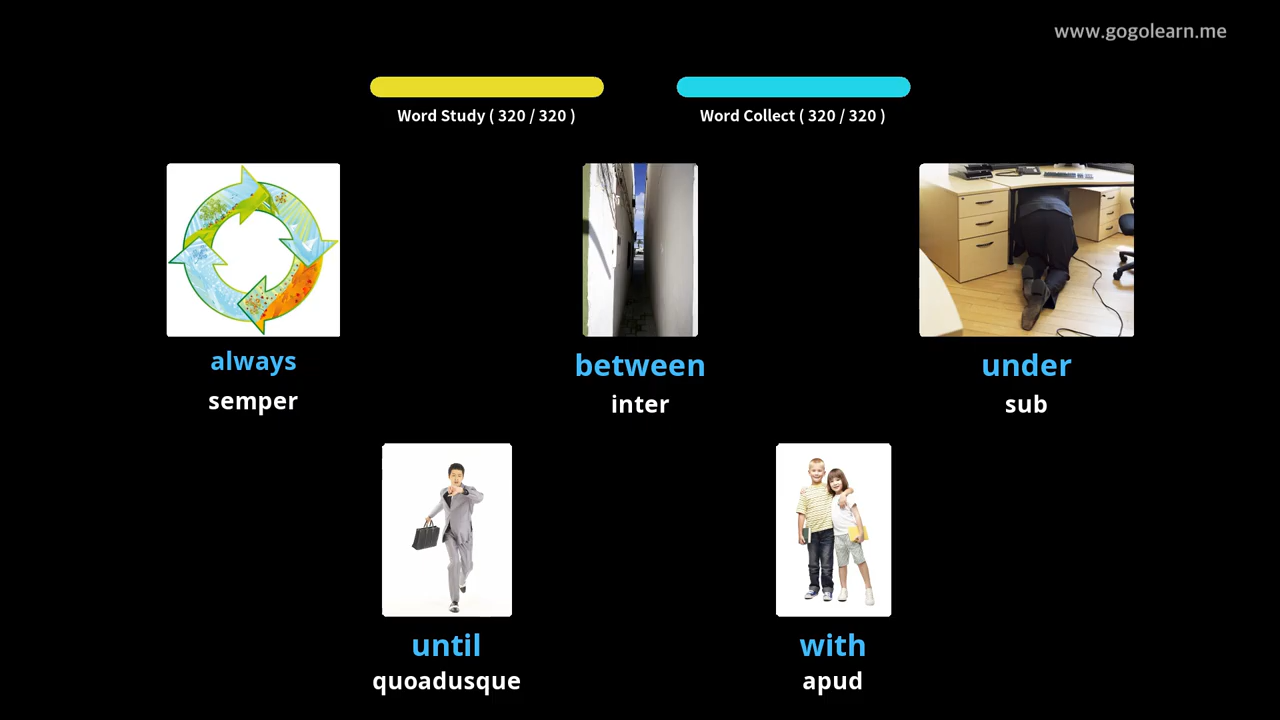 www.gogolearn.me
Word Study ( 320 / 320 )
Word Collect ( 320 / 320 )
always
semper
between
inter
under
sub
until
quoadusque
with
apud